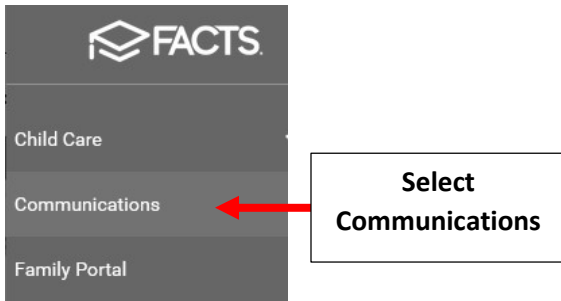 FACTS.
Child Care
Communications
Family Portal
Select
Communications